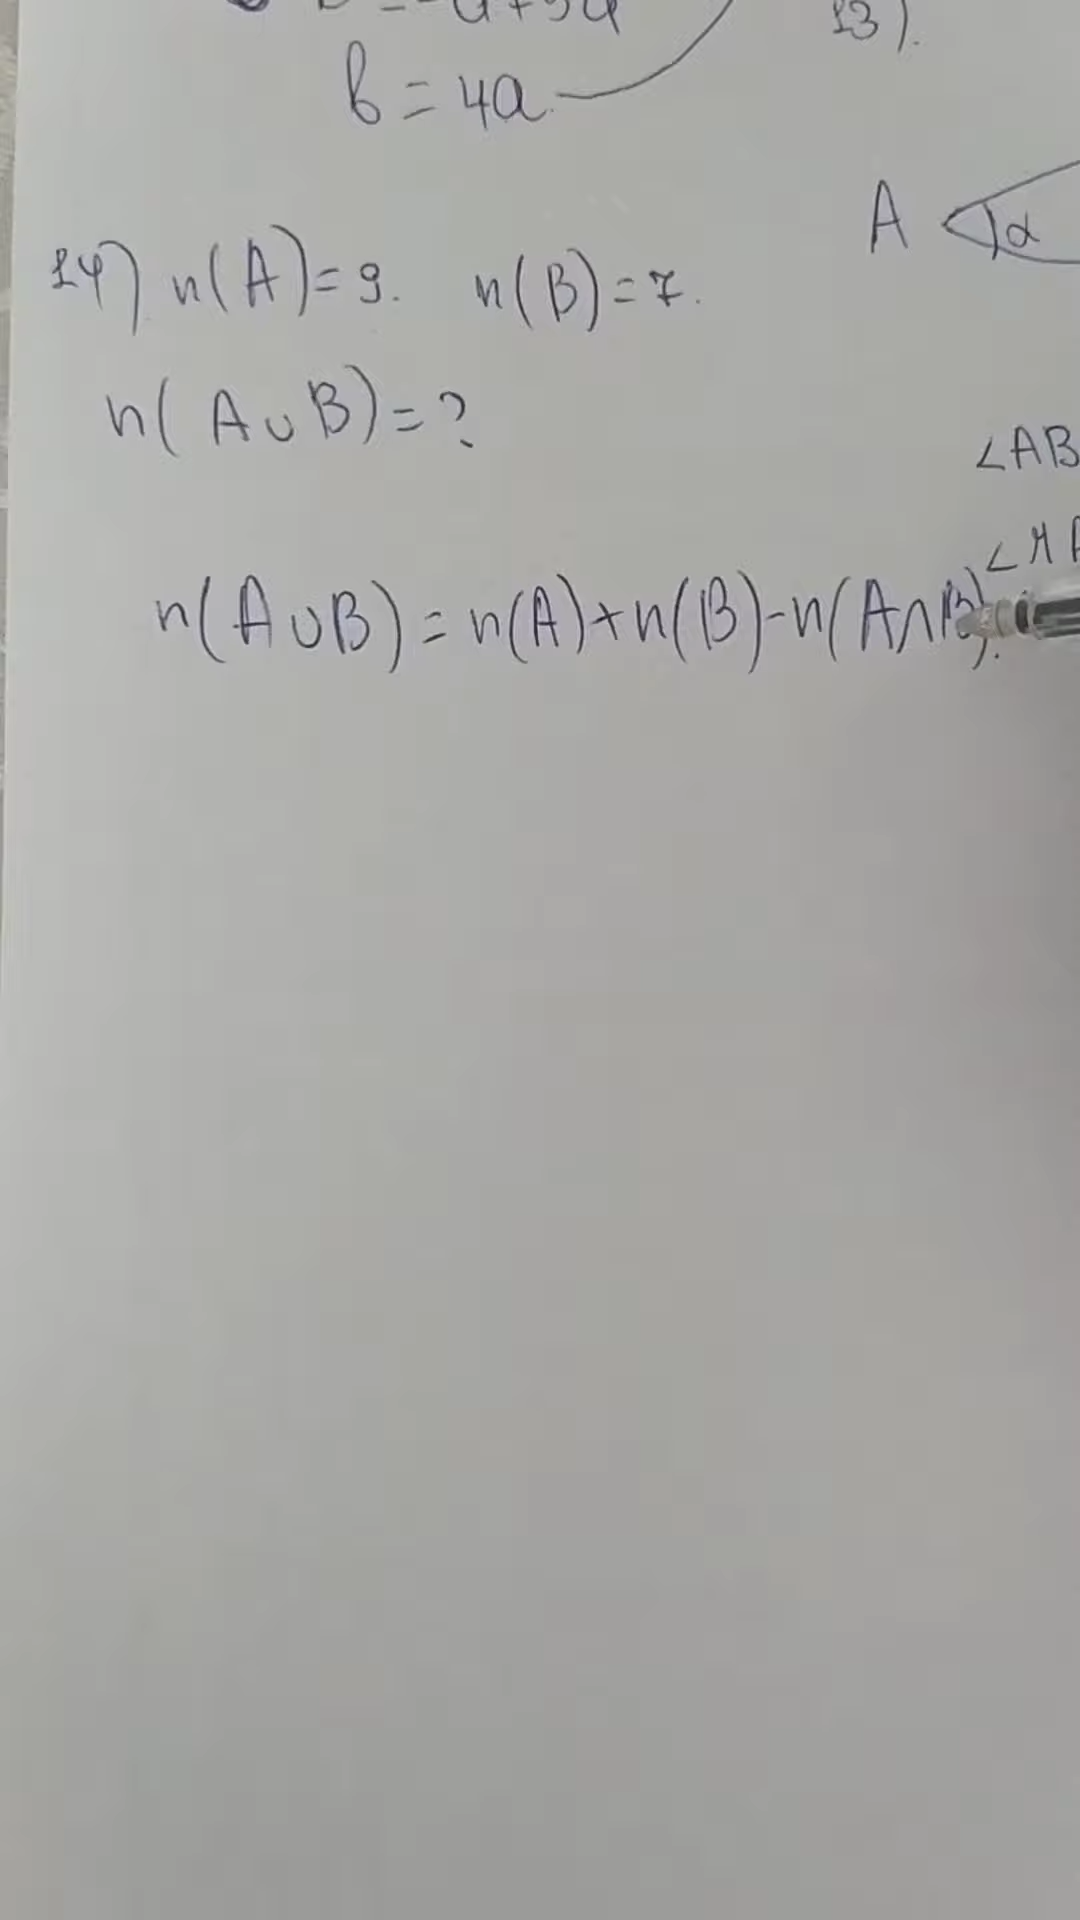 b = 4a
13).
A α
14) n(A) = 9. n(B) = 7.
n( A ∪ B) = ?
∠AB
n(A∪B) = n(A) + n(B) - n(A∩B).